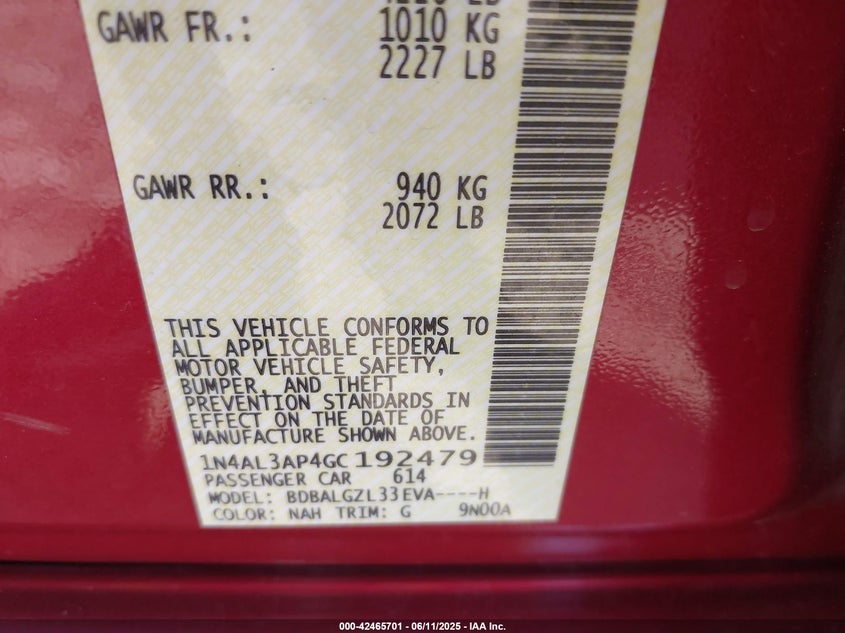 GAWR FR.: 1010 KG
2227 LB
GAWR RR.: 940 KG
2072 LB
THIS VEHICLE CONFORMS TO
ALL APPLICABLE FEDERAL
MOTOR VEHICLE SAFETY,
BUMPER, AND THEFT
PREVENTION STANDARDS IN
EFFECT ON THE DATE OF
MANUFACTURE SHOWN ABOVE.
1N4AL3AP4GC192479
PASSENGER CAR 614
MODEL: BDBALGZL33EVA----H
COLOR: NAH TRIM: G 9N00A
000-42465701 - 06/11/2025 - IAA Inc.